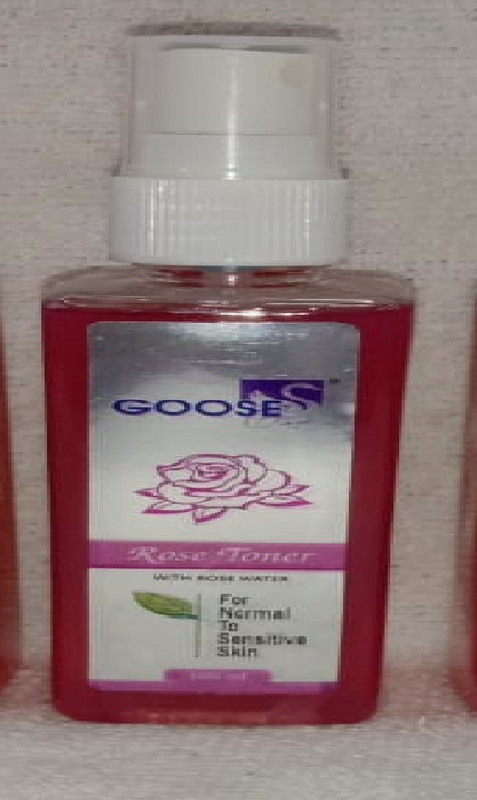 GOOSE
Rose Toner
WITH ROSE WATER
For
Normal
To
Sensitive
Skin